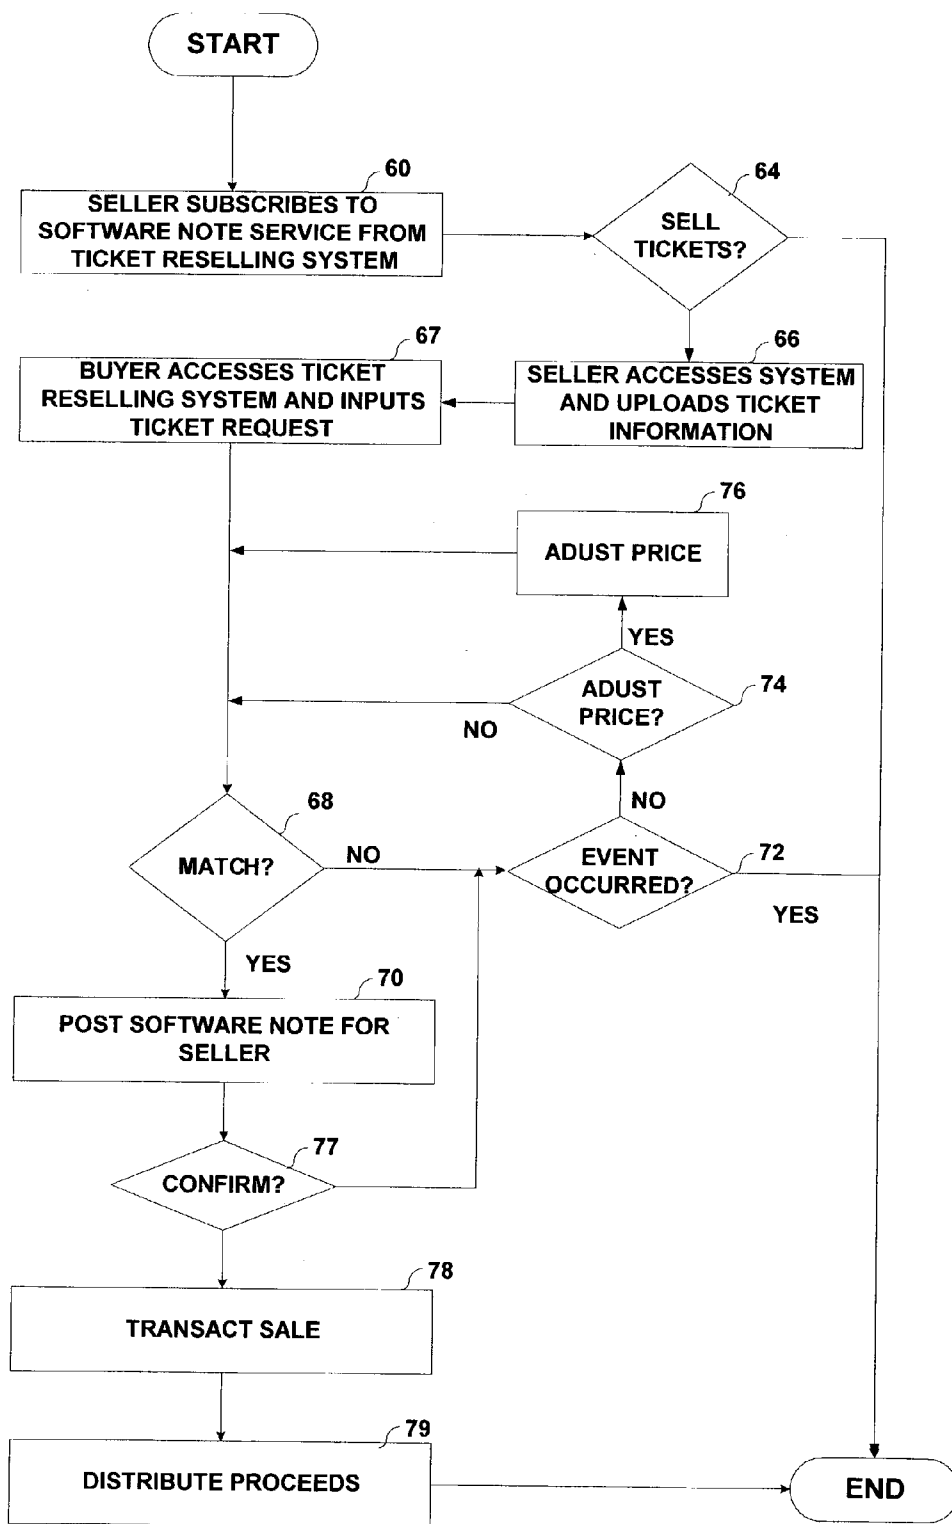 START
60
SELLER SUBSCRIBES TO
SOFTWARE NOTE SERVICE FROM
TICKET RESELLING SYSTEM
64
SELL
TICKETS?
67
BUYER ACCESSES TICKET
RESELLING SYSTEM AND INPUTS
TICKET REQUEST
66
SELLER ACCESSES SYSTEM
AND UPLOADS TICKET
INFORMATION
76
ADUST PRICE
YES
ADUST
PRICE?
74
NO
NO
68
MATCH?
NO
EVENT
OCCURRED?
72
YES
YES
70
POST SOFTWARE NOTE FOR
SELLER
77
CONFIRM?
78
TRANSACT SALE
79
DISTRIBUTE PROCEEDS
END